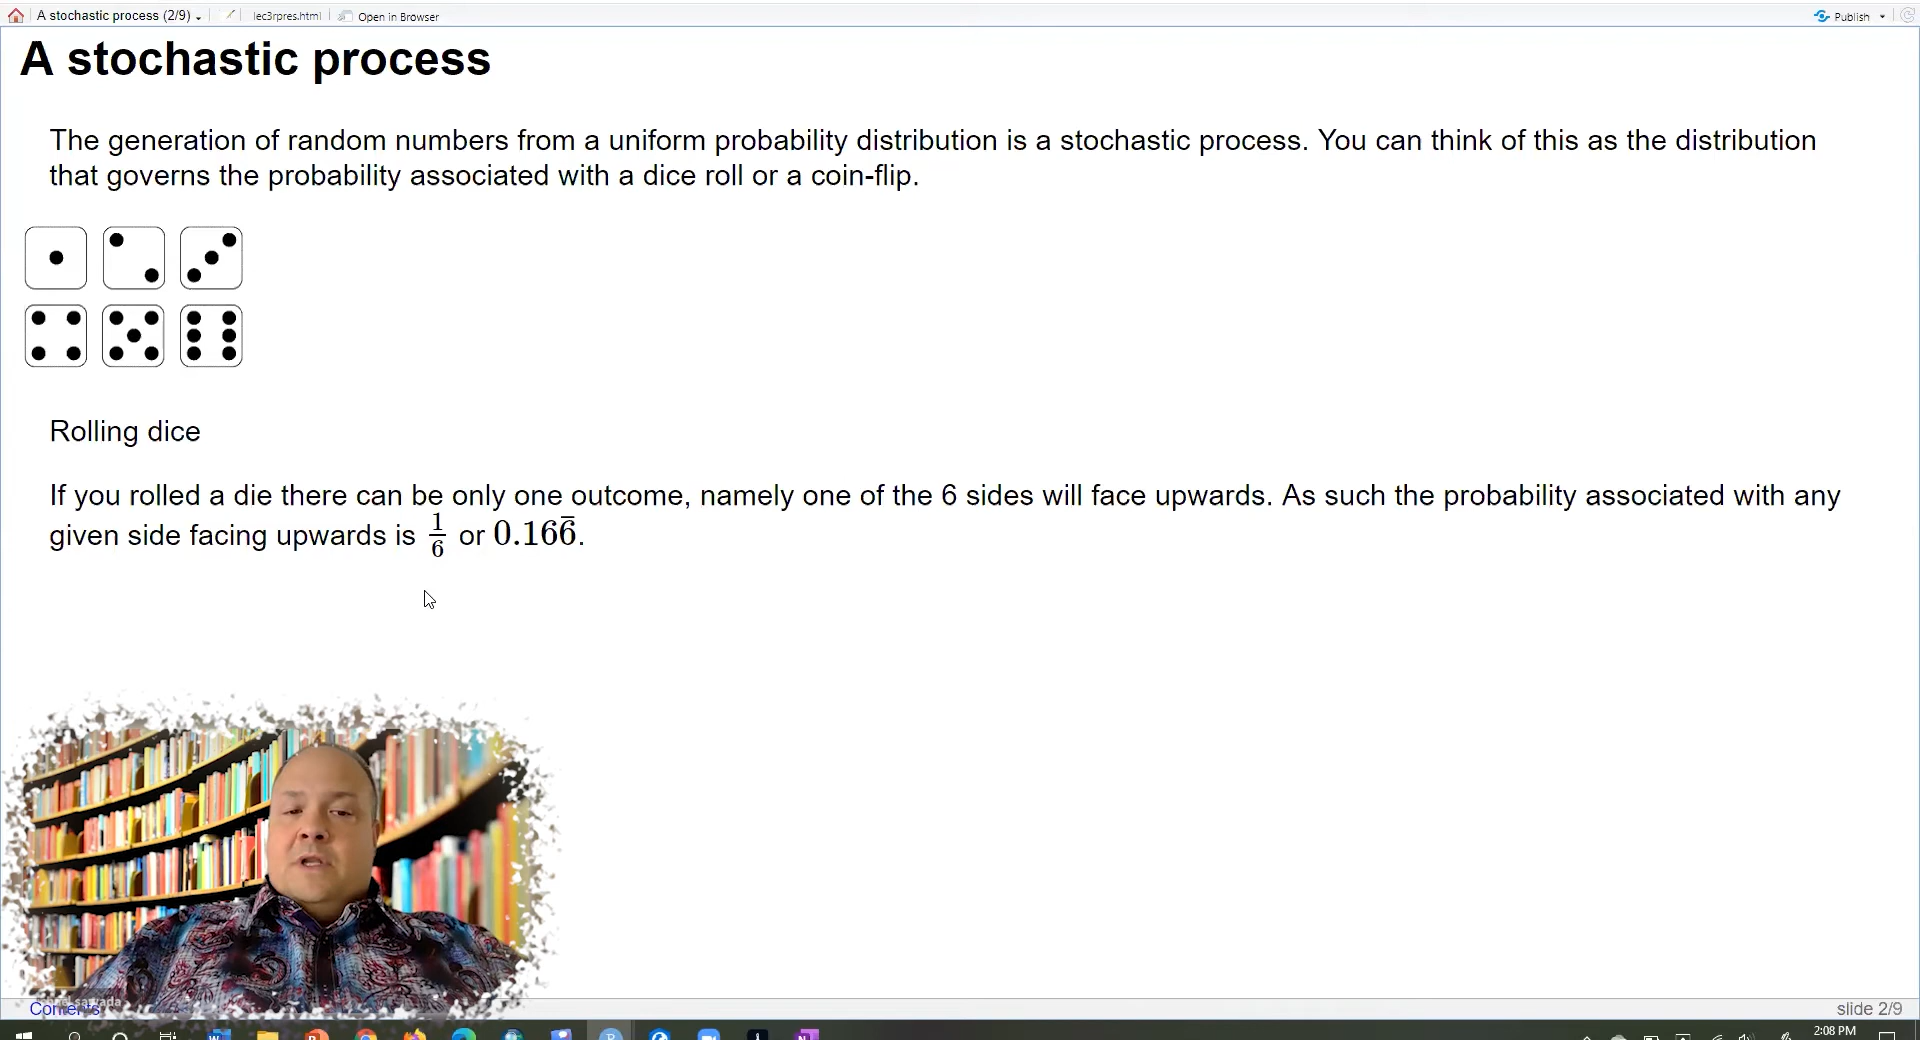 A stochastic process (2/9) lec3rpres.html Open in Browser Publish
A stochastic process
The generation of random numbers from a uniform probability distribution is a stochastic process. You can think of this as the distribution
that governs the probability associated with a dice roll or a coin-flip.
Rolling dice
If you rolled a die there can be only one outcome, namely one of the 6 sides will face upwards. As such the probability associated with any
given side facing upwards is 1/6 or 0.166̅.
Contents
slide 2/9
2:08 PM